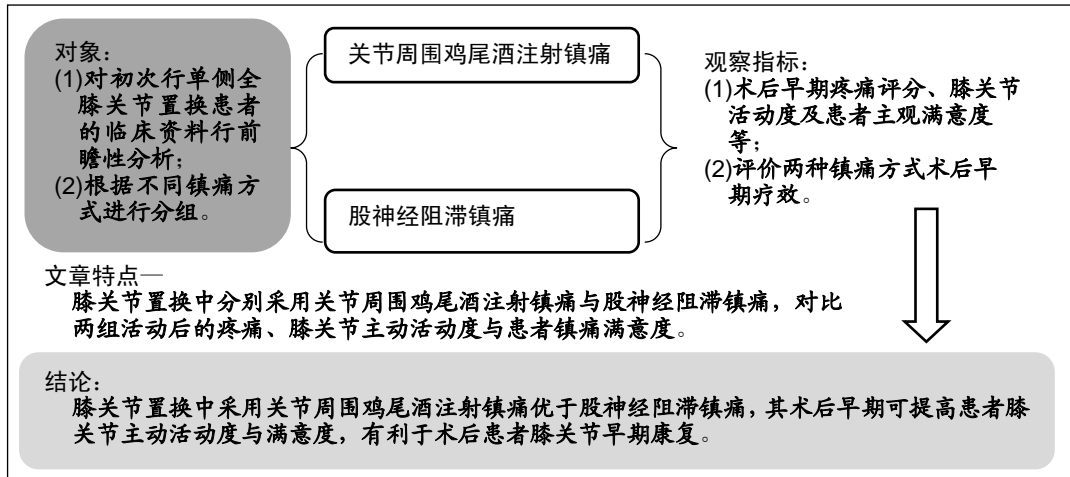 对象：
(1)对初次行单侧全
膝关节置换患者
的临床资料行前
瞻性分析；
(2)根据不同镇痛方
式进行分组。
关节周围鸡尾酒注射镇痛
股神经阻滞镇痛
观察指标：
(1)术后早期疼痛评分、膝关节
活动度及患者主观满意度
等；
(2)评价两种镇痛方式术后早
期疗效。
文章特点—
膝关节置换中分别采用关节周围鸡尾酒注射镇痛与股神经阻滞镇痛，对比
两组活动后的疼痛、膝关节主动活动度与患者镇痛满意度。
结论：
膝关节置换中采用关节周围鸡尾酒注射镇痛优于股神经阻滞镇痛，其术后早期可提高患者膝
关节主动活动度与满意度，有利于术后患者膝关节早期康复。